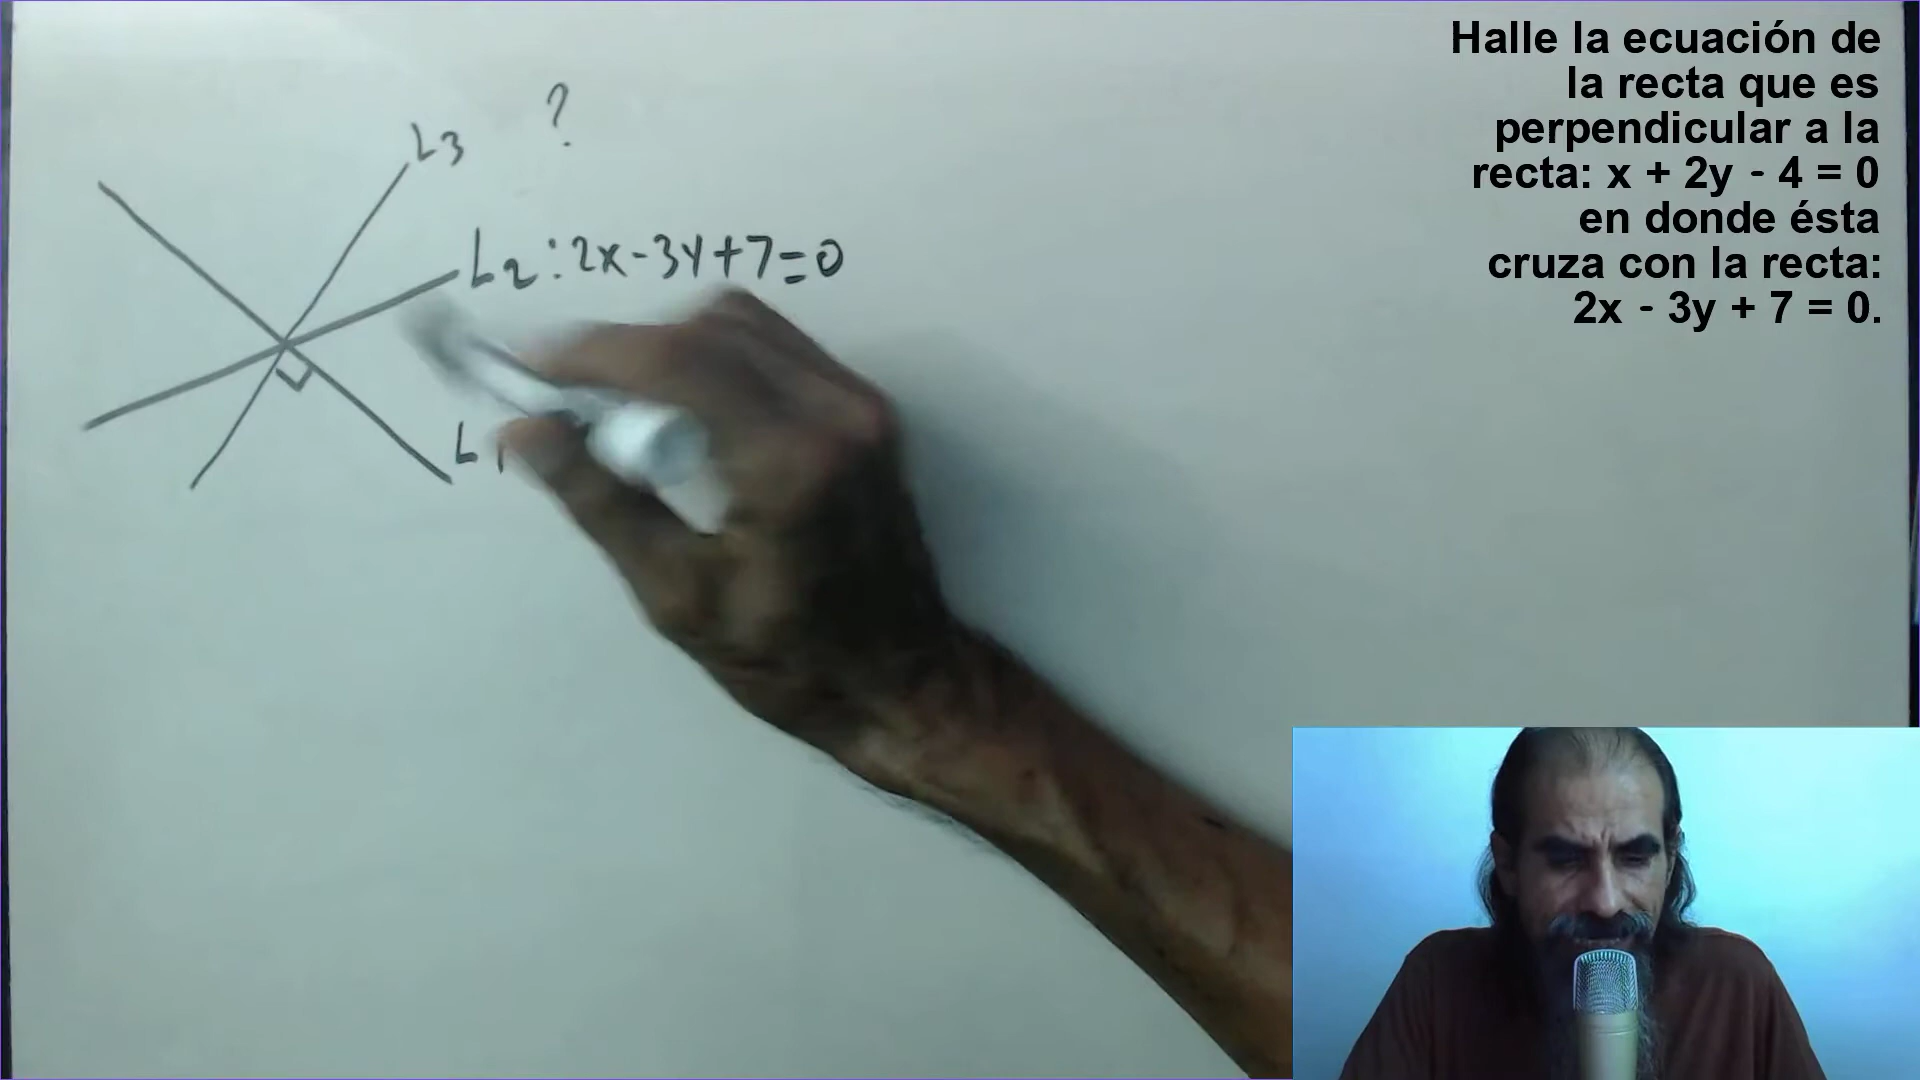 Halle la ecuación de
la recta que es
perpendicular a la
recta: x + 2y - 4 = 0
en donde ésta
cruza con la recta:
2x - 3y + 7 = 0.
?
L3
L2:2x-3y+7=0
L1